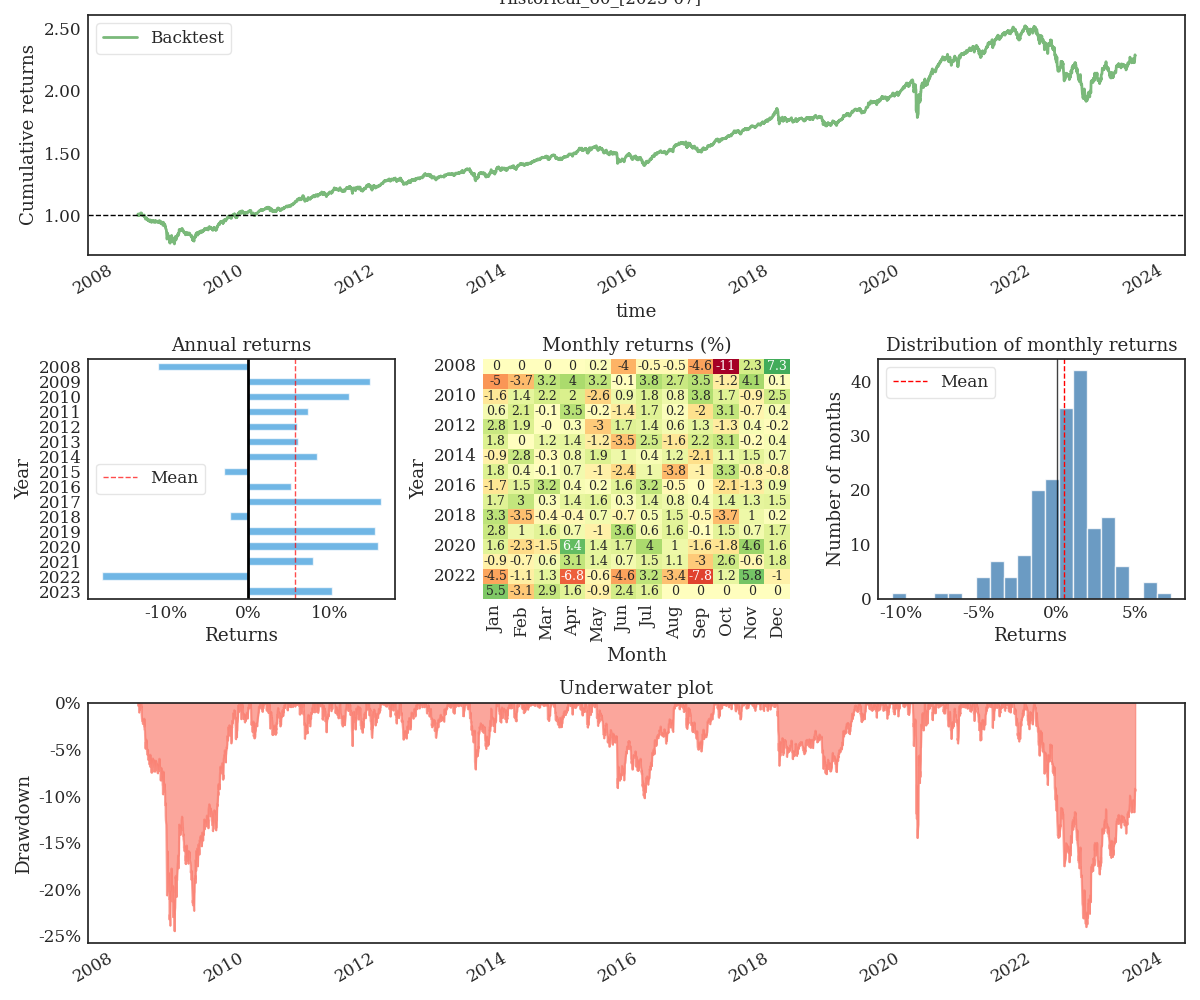 Historical_60_[2023-07]
Cumulative returns
2.50
2.00
1.50
1.00
Backtest
2008 2010 2012 2014 2016 2018 2020 2022 2024
time
Annual returns
Year
2008
2009
2010
2011
2012
2013
2014
2015
2016
2017
2018
2019
2020
2021
2022
2023
Mean
-10% 0% 10%
Returns
Monthly returns (%)
Year
2008 0 0 0 0 0.2 -4 -0.5 -0.5 -4.6 -11 2.3 7.3
-5 -3.7 3.2 4 3.2 -0.1 3.8 2.7 3.5 -1.2 4.1 0.1
2010 -1.6 1.4 2.2 2 -2.6 0.9 1.8 0.8 3.8 1.7 -0.9 2.5
0.6 2.1 -0.1 3.5 -0.2 -1.4 1.7 0.2 -2 3.1 -0.7 0.4
2012 2.8 1.9 -0 0.3 -3 1.7 1.4 0.6 1.3 -1.3 0.4 -0.2
1.8 0 1.2 1.4 -1.2 -3.5 2.5 -1.6 2.2 3.1 -0.2 0.4
2014 -0.9 2.8 -0.3 0.8 1.9 1 0.4 1.2 -2.1 1.1 1.5 0.7
1.8 0.4 -0.1 0.7 -1 -2.4 1 -3.8 -1 3.3 -0.8 -0.8
2016 -1.7 1.5 3.2 0.4 0.2 1.6 3.2 -0.5 0 -2.1 -1.3 0.9
1.7 3 0.3 1.4 1.6 0.3 1.4 0.8 0.4 1.4 1.3 1.5
2018 3.3 -3.5 -0.4 -0.4 0.7 -0.7 0.5 1.5 -0.5 -3.7 1 0.2
2.8 1 1.6 0.7 -1 3.6 0.6 1.6 -0.1 1.5 0.7 1.7
2020 1.6 -2.3 -1.5 6.4 1.4 1.7 4 1 -1.6 -1.8 4.6 1.6
-0.9 -0.7 0.6 3.1 1.4 0.7 1.5 1.1 -3 2.6 -0.6 1.8
2022 -4.5 -1.1 1.3 -6.8 -0.6 -4.6 3.2 -3.4 -7.8 1.2 5.8 -1
5.5 -3.1 2.9 1.6 -0.9 2.4 1.6 0 0 0 0 0
Jan Feb Mar Apr May Jun Jul Aug Sep Oct Nov Dec
Month
Distribution of monthly returns
Number of months
40
30
20
10
0
Mean
-10% -5% 0% 5%
Returns
Underwater plot
Drawdown
0%
-5%
-10%
-15%
-20%
-25%
2008 2010 2012 2014 2016 2018 2020 2022 2024